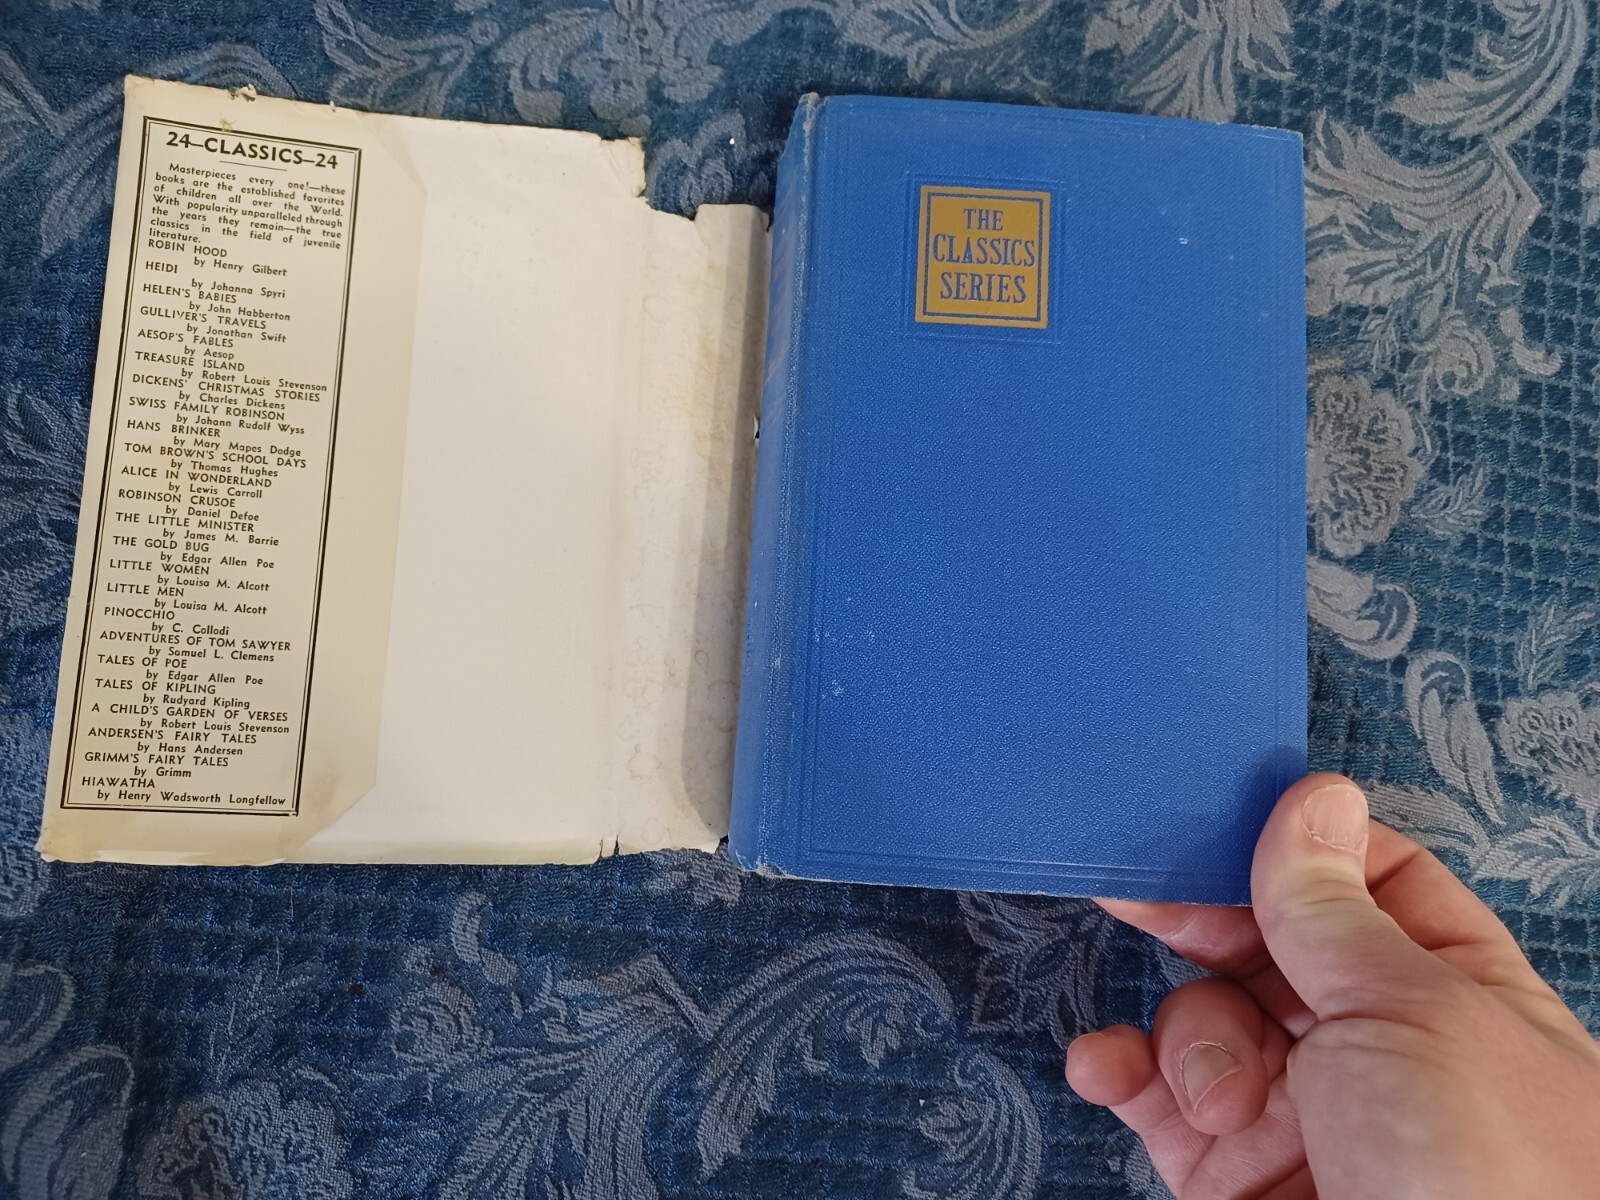 24—CLASSICS—24
Masterpieces every one!—these
books are the established favorites
of children all over the World.
With popularity unparalleled through
the years they remain—the true
classics in the field of juvenile
literature.
ROBIN HOOD
by Henry Gilbert
HEIDI
by Johanna Spyri
HELEN'S BABIES
by John Habberton
GULLIVER'S TRAVELS
by Jonathan Swift
AESOP'S FABLES
by Aesop
TREASURE ISLAND
by Robert Louis Stevenson
DICKENS' CHRISTMAS STORIES
by Charles Dickens
SWISS FAMILY ROBINSON
by Johann Rudolf Wyss
HANS BRINKER
by Mary Mapes Dodge
TOM BROWN'S SCHOOL DAYS
by Thomas Hughes
ALICE IN WONDERLAND
by Lewis Carroll
ROBINSON CRUSOE
by Daniel Defoe
THE LITTLE MINISTER
by James M. Barrie
THE GOLD BUG
by Edgar Allen Poe
LITTLE WOMEN
by Louisa M. Alcott
LITTLE MEN
by Louisa M. Alcott
PINOCCHIO
by C. Collodi
ADVENTURES OF TOM SAWYER
by Samuel L. Clemens
TALES OF POE
by Edgar Allen Poe
TALES OF KIPLING
by Rudyard Kipling
A CHILD'S GARDEN OF VERSES
by Robert Louis Stevenson
ANDERSEN'S FAIRY TALES
by Hans Andersen
GRIMM'S FAIRY TALES
by Grimm
HIAWATHA
by Henry Wadsworth Longfellow
THE
CLASSICS
SERIES